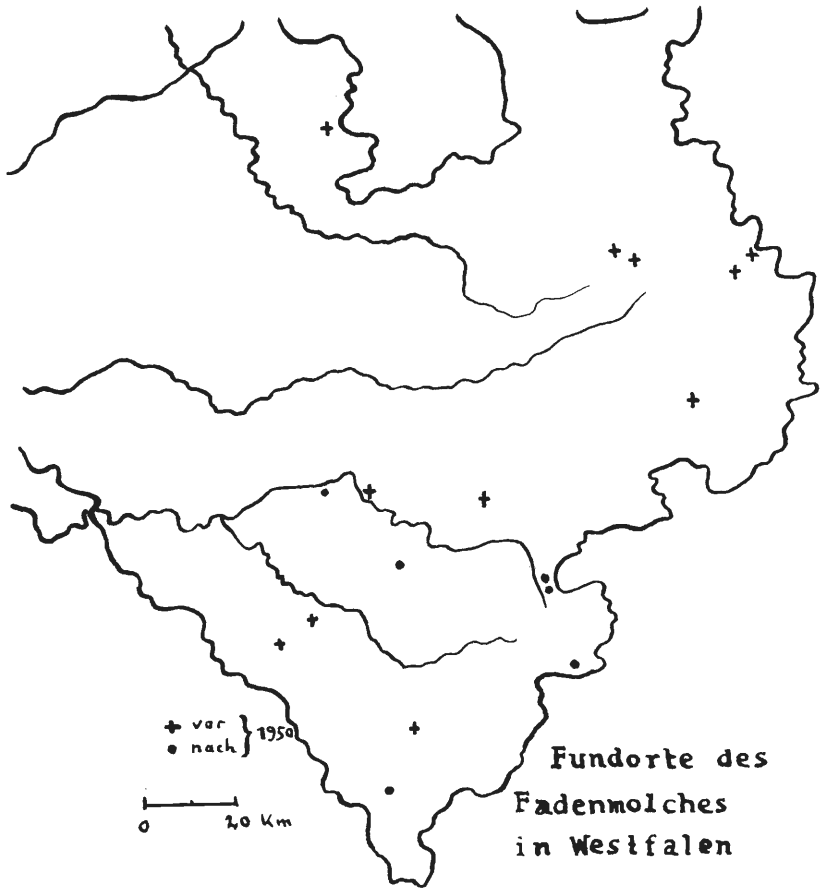 + vor } 1950
• nach
0 20 Km
Fundorte des
Fadenmolches
in Westfalen